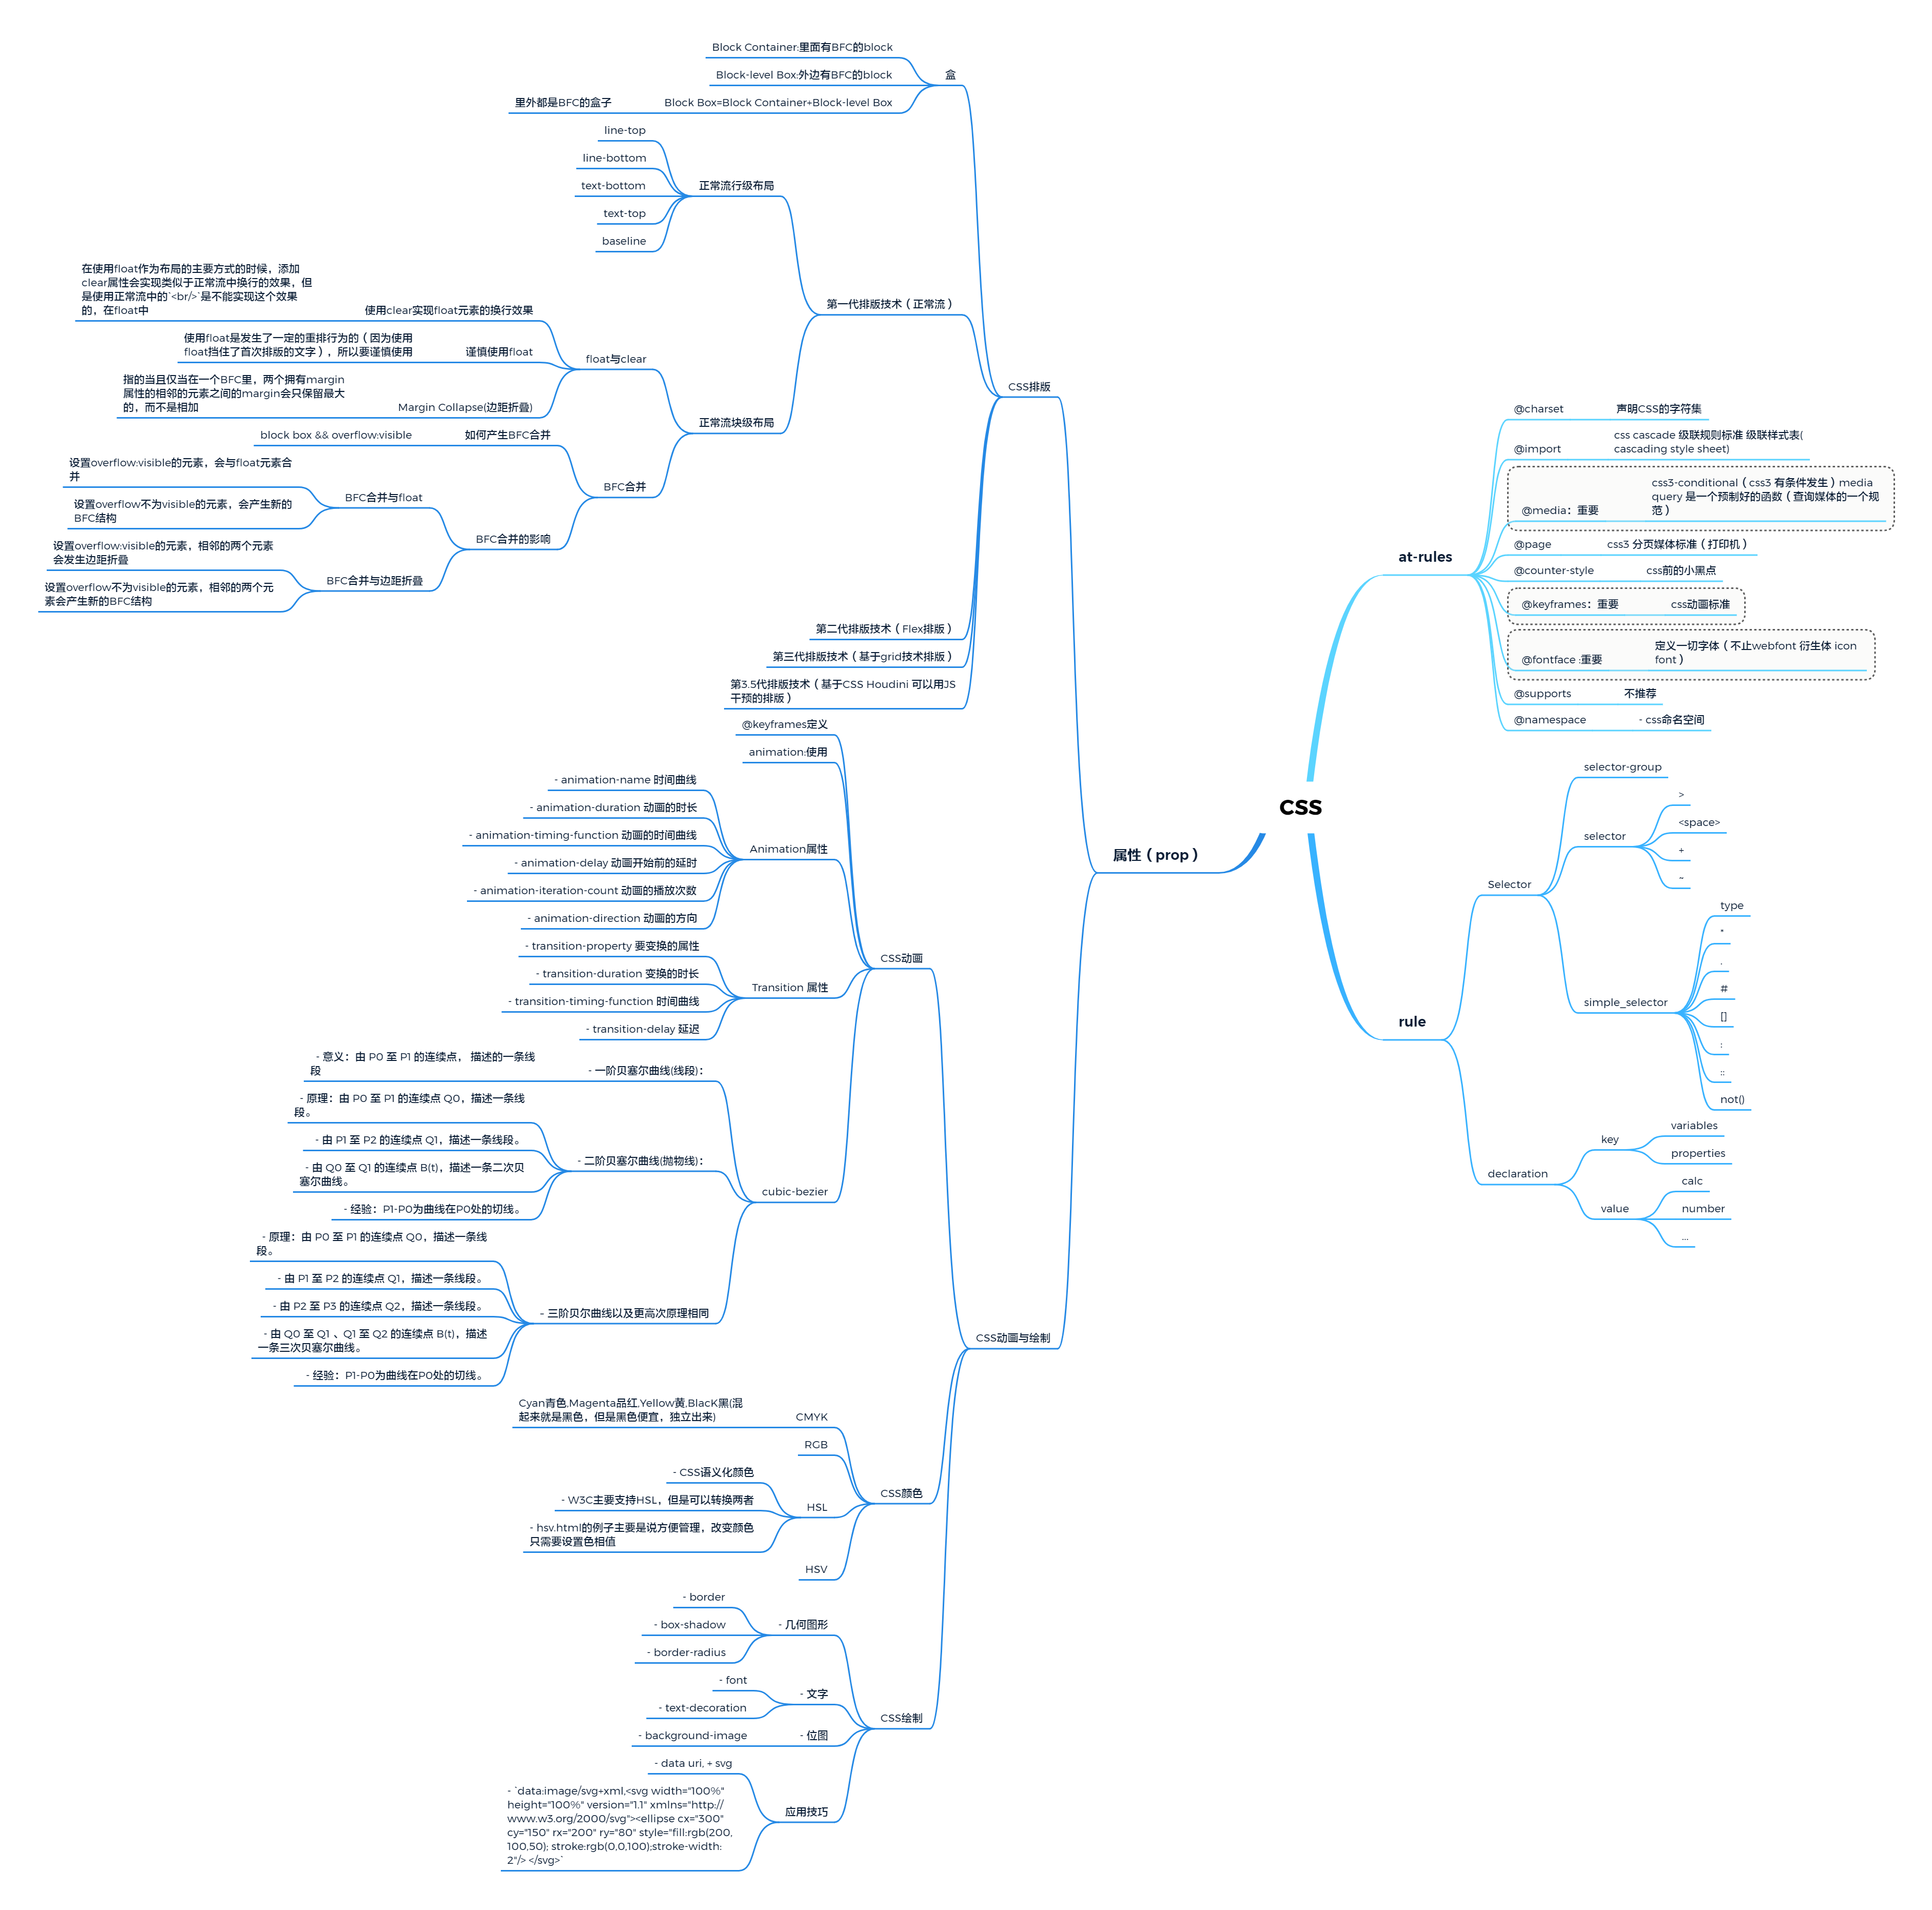 CSS
at-rules
@charset
声明CSS的字符集
@import
css cascade 级联规则标准 级联样式表(
cascading style sheet)
@media：重要
css3-conditional（css3 有条件发生）media
query 是一个预制好的函数（查询媒体的一个规
范）
@page
css3 分页媒体标准（打印机）
@counter-style
css前的小黑点
@keyframes：重要
css动画标准
@fontface :重要
定义一切字体（不止webfont 衍生体 icon
font）
@supports
不推荐
@namespace
- css命名空间
rule
Selector
selector-group
selector
>
<space>
+
~
simple_selector
type
*
.
#
[]
:
::
not()
declaration
key
variables
properties
value
calc
number
...
属性（prop）
CSS排版
盒
Block Container:里面有BFC的block
Block-level Box:外边有BFC的block
Block Box=Block Container+Block-level Box
里外都是BFC的盒子
第一代排版技术（正常流）
正常流行级布局
line-top
line-bottom
text-bottom
text-top
baseline
正常流块级布局
float与clear
使用clear实现float元素的换行效果
在使用float作为布局的主要方式的时候，添加
clear属性会实现类似于正常流中换行的效果，但
是使用正常流中的`<br/>`是不能实现这个效果
的，在float中
谨慎使用float
使用float是发生了一定的重排行为的（因为使用
float挡住了首次排版的文字），所以要谨慎使用
Margin Collapse(边距折叠)
指的当且仅当在一个BFC里，两个拥有margin
属性的相邻的元素之间的margin会只保留最大
的，而不是相加
BFC合并
如何产生BFC合并
block box && overflow:visible
BFC合并的影响
BFC合并与float
设置overflow:visible的元素，会与float元素合
并
设置overflow不为visible的元素，会产生新的
BFC结构
BFC合并与边距折叠
设置overflow:visible的元素，相邻的两个元素
会发生边距折叠
设置overflow不为visible的元素，相邻的两个元
素会产生新的BFC结构
第二代排版技术（Flex排版）
第三代排版技术（基于grid技术排版）
第3.5代排版技术（基于CSS Houdini 可以用JS
干预的排版）
CSS动画与绘制
CSS动画
@keyframes定义
animation:使用
Animation属性
- animation-name 时间曲线
- animation-duration 动画的时长
- animation-timing-function 动画的时间曲线
- animation-delay 动画开始前的延时
- animation-iteration-count 动画的播放次数
- animation-direction 动画的方向
Transition 属性
- transition-property 要变换的属性
- transition-duration 变换的时长
- transition-timing-function 时间曲线
- transition-delay 延迟
cubic-bezier
- 一阶贝塞尔曲线(线段)：
- 意义：由 P0 至 P1 的连续点， 描述的一条线
段
- 二阶贝塞尔曲线(抛物线)：
- 原理：由 P0 至 P1 的连续点 Q0，描述一条线
段。
- 由 P1 至 P2 的连续点 Q1，描述一条线段。
- 由 Q0 至 Q1 的连续点 B(t)，描述一条二次贝
塞尔曲线。
- 经验：P1-P0为曲线在P0处的切线。
- 三阶贝尔曲线以及更高次原理相同
- 原理：由 P0 至 P1 的连续点 Q0，描述一条线
段。
- 由 P1 至 P2 的连续点 Q1，描述一条线段。
- 由 P2 至 P3 的连续点 Q2，描述一条线段。
- 由 Q0 至 Q1 、Q1 至 Q2 的连续点 B(t)，描述
一条三次贝塞尔曲线。
- 经验：P1-P0为曲线在P0处的切线。
CSS颜色
CMYK
Cyan青色,Magenta品红,Yellow黄,BlacK黑(混
起来就是黑色，但是黑色便宜，独立出来)
RGB
HSL
- CSS语义化颜色
- W3C主要支持HSL，但是可以转换两者
- hsv.html的例子主要是说方便管理，改变颜色
只需要设置色相值
HSV
CSS绘制
- 几何图形
- border
- box-shadow
- border-radius
- 文字
- font
- text-decoration
- 位图
- background-image
应用技巧
- data uri, + svg
- `data:image/svg+xml,<svg width="100%"
height="100%" version="1.1" xmlns="http://
www.w3.org/2000/svg"><ellipse cx="300"
cy="150" rx="200" ry="80" style="fill:rgb(200,
100,50); stroke:rgb(0,0,100);stroke-width:
2"/> </svg>`